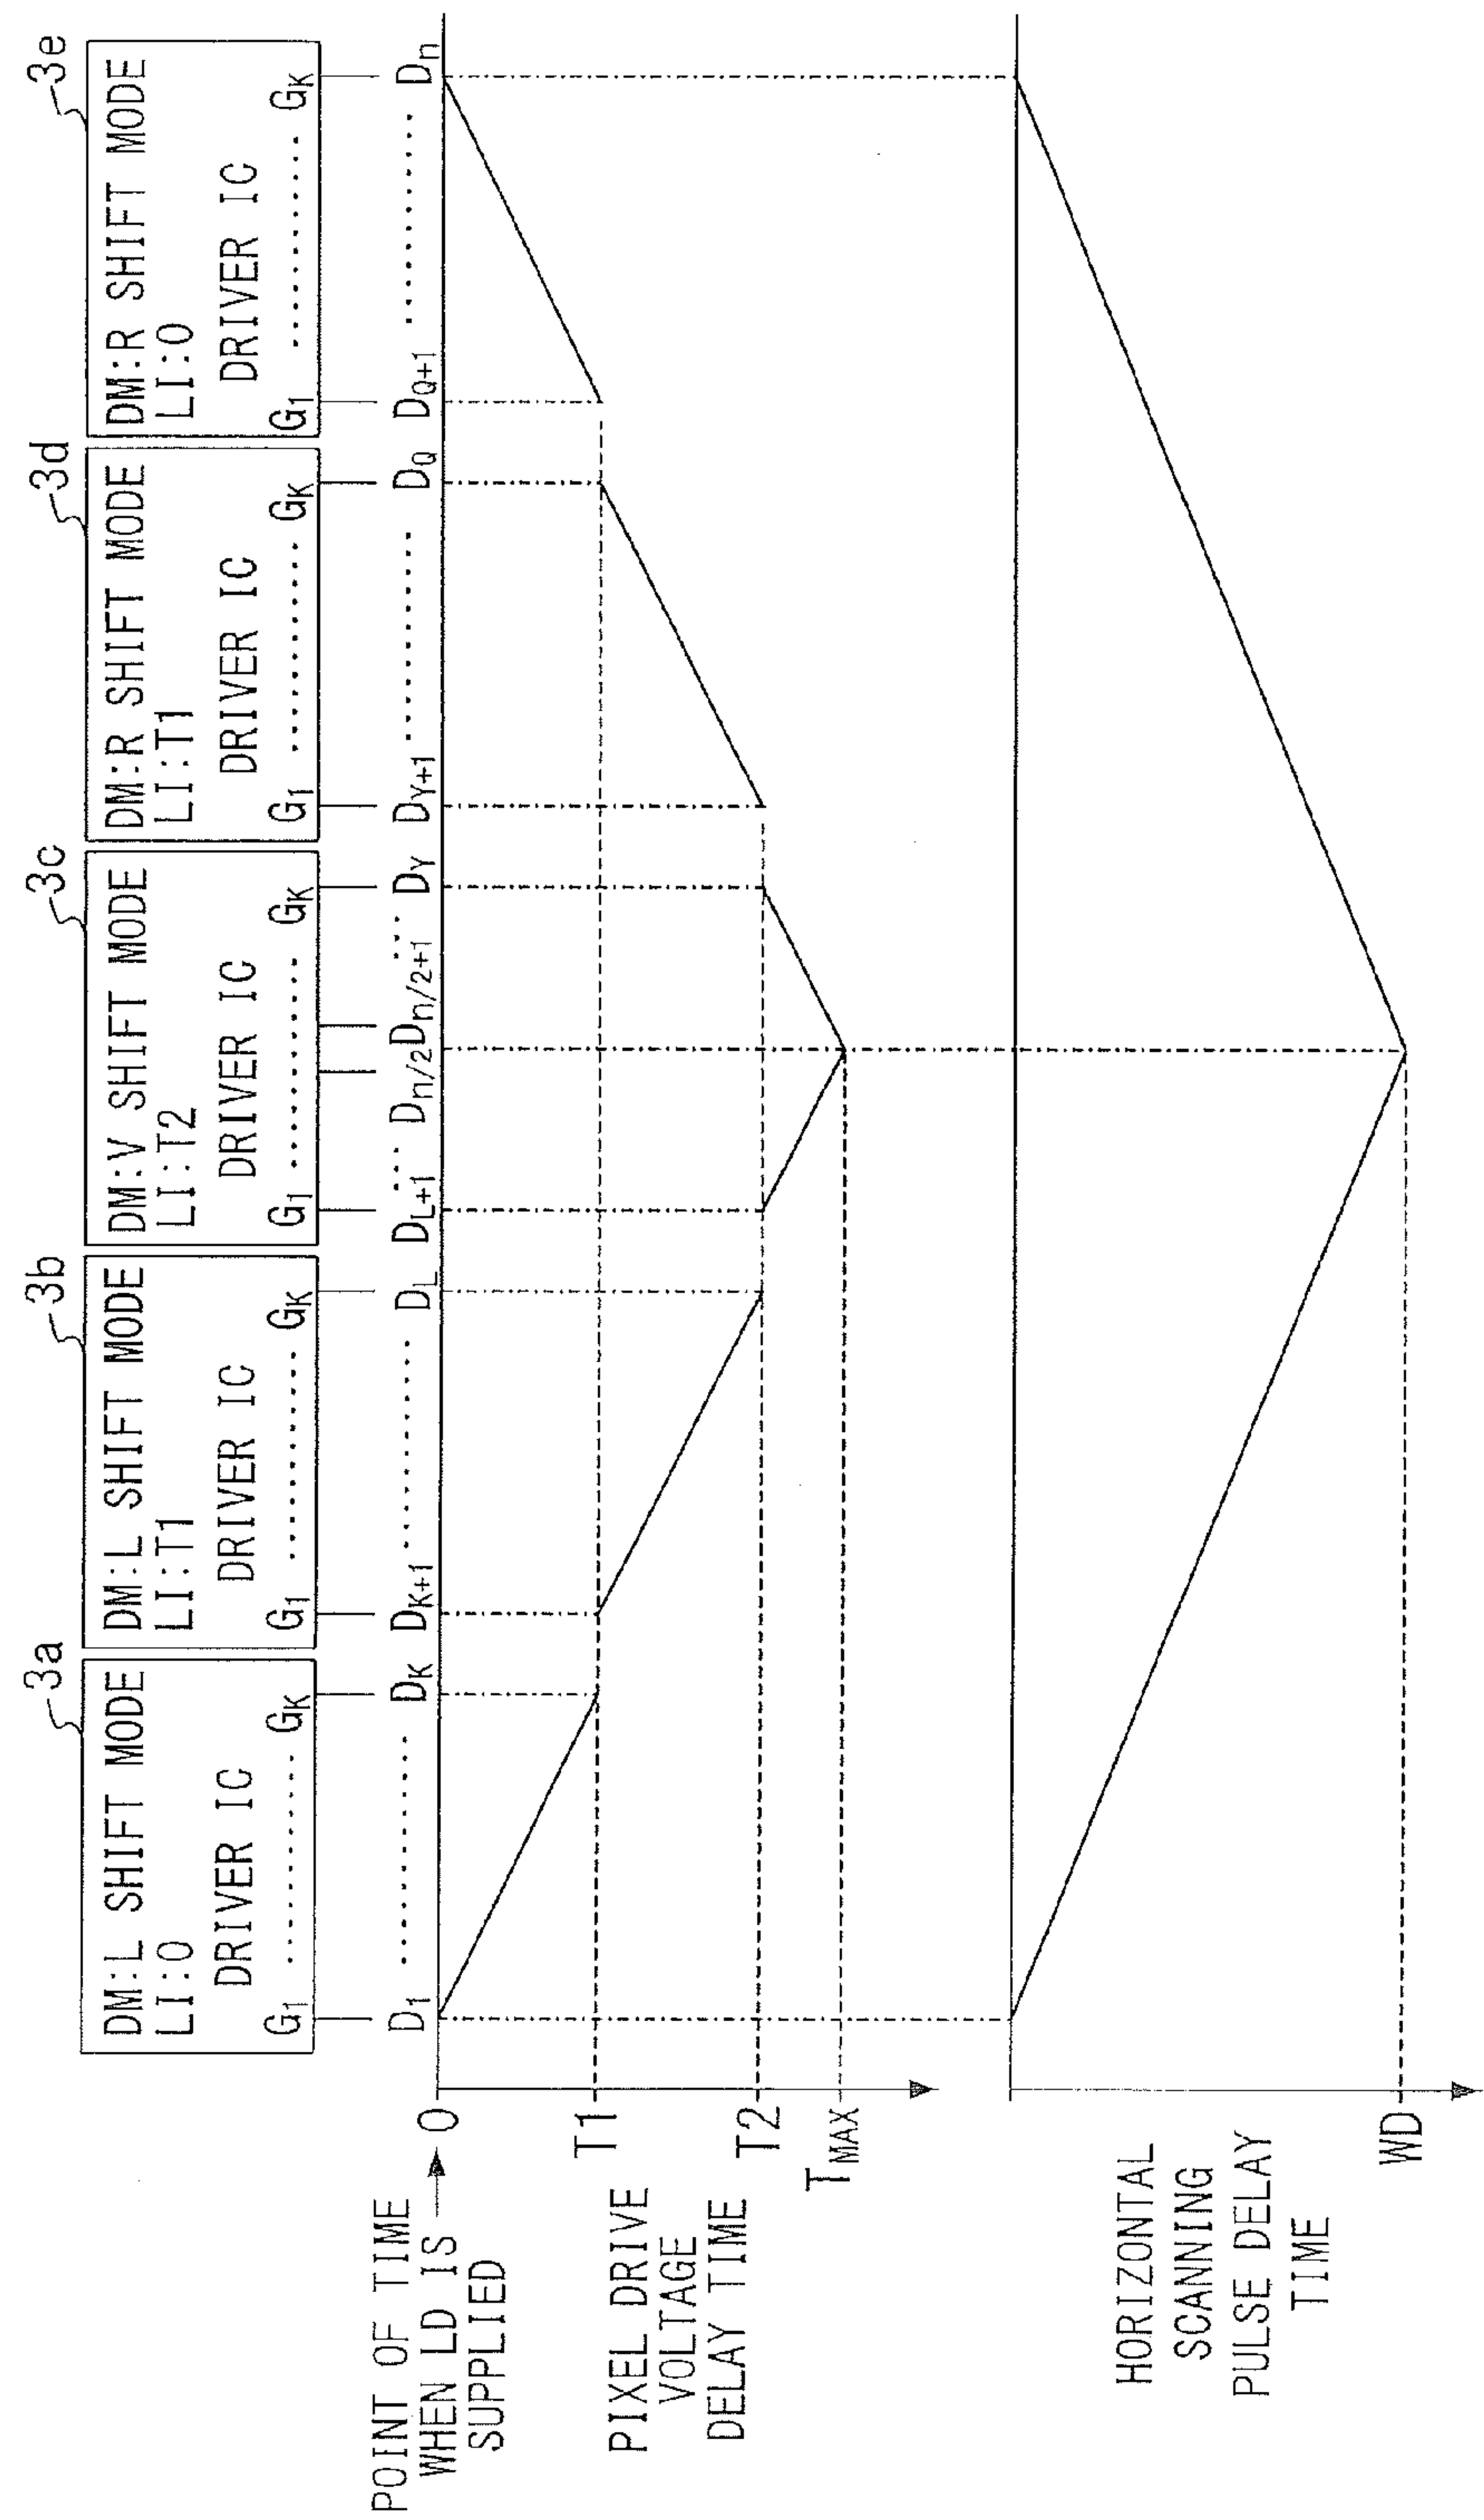 3a
DM:L SHIFT MODE
LI:0
DRIVER IC
G1 ......... GK
3b
DM:L SHIFT MODE
LI:T1
DRIVER IC
G1 ......... GK
3c
DM:V SHIFT MODE
LI:T2
DRIVER IC
G1 ......... GK
3d
DM:R SHIFT MODE
LI:T1
DRIVER IC
G1 ......... GK
3e
DM:R SHIFT MODE
LI:0
DRIVER IC
G1 ......... GK
D1 ......... DK DK+1 ......... DL DL+1 ... Dn/2 Dn/2+1 ... DY DY+1 ......... DQ DQ+1 ......... Dn
POINT OF TIME
WHEN LD IS
SUPPLIED
0
T1
PIXEL DRIVE
VOLTAGE
DELAY TIME
T2
TMAX
HORIZONTAL
SCANNING
PULSE DELAY
TIME
WD